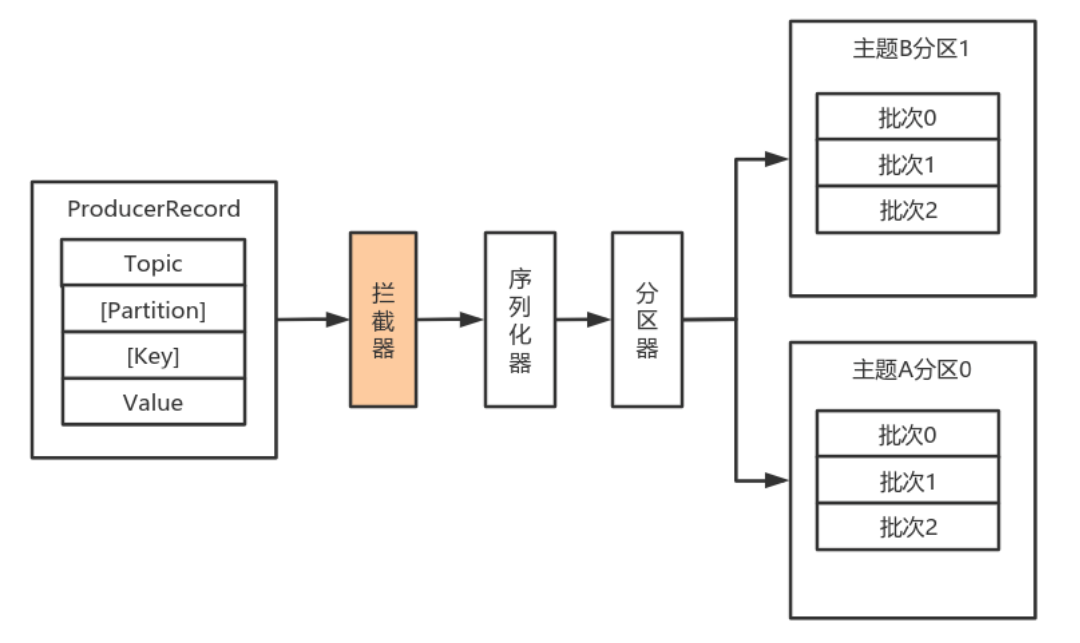 ProducerRecord
Topic
[Partition]
[Key]
Value
拦截器
序列化器
分区器
主题B分区1
批次0
批次1
批次2
主题A分区0
批次0
批次1
批次2